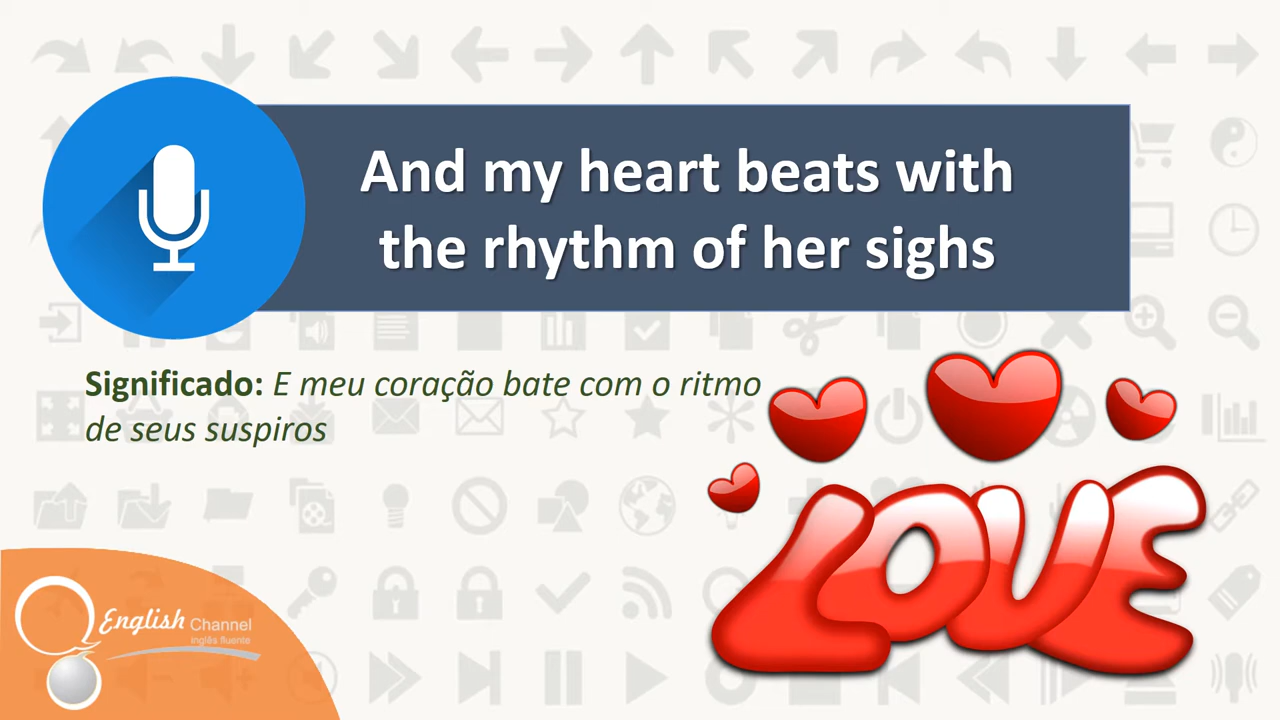 And my heart beats with
the rhythm of her sighs
Significado: E meu coração bate com o ritmo
de seus suspiros
LOVE
English Channel
inglês fluente